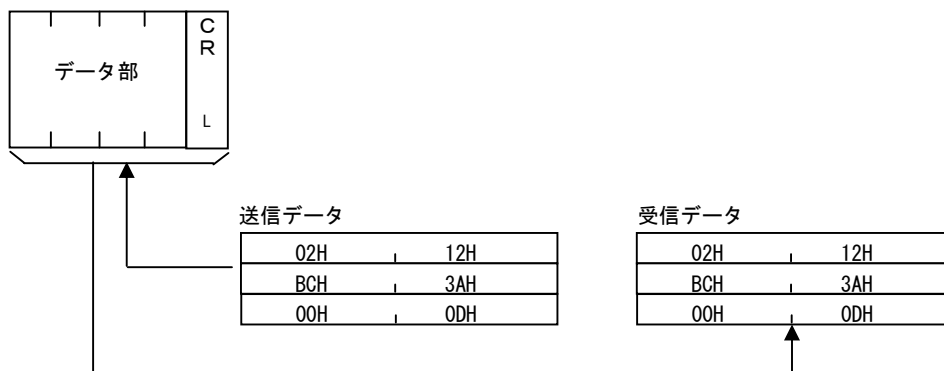 データ部
C
R
L
送信データ
02H 12H
BCH 3AH
00H 0DH
受信データ
02H 12H
BCH 3AH
00H 0DH